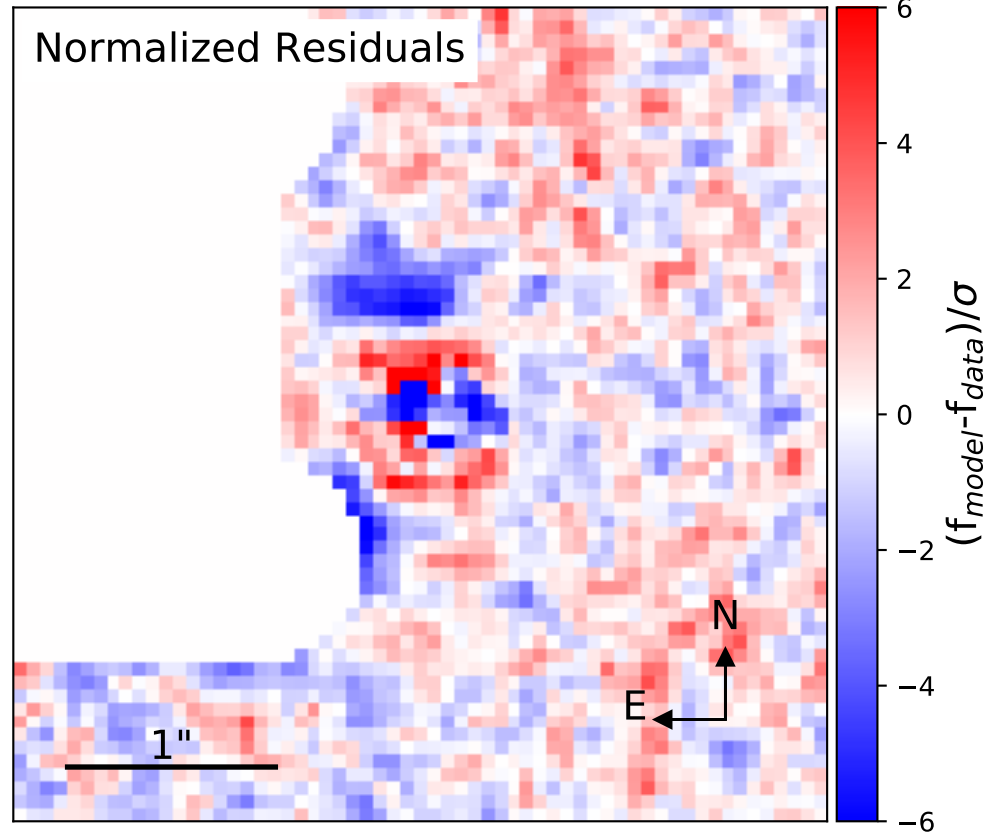 Normalized Residuals
6
4
2
0
−2
−4
−6
(f_model-f_data)/σ
N
E
1"